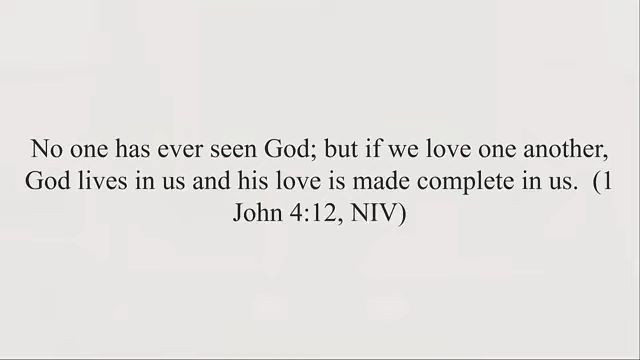 No one has ever seen God; but if we love one another,
God lives in us and his love is made complete in us.  (1
John 4:12, NIV)